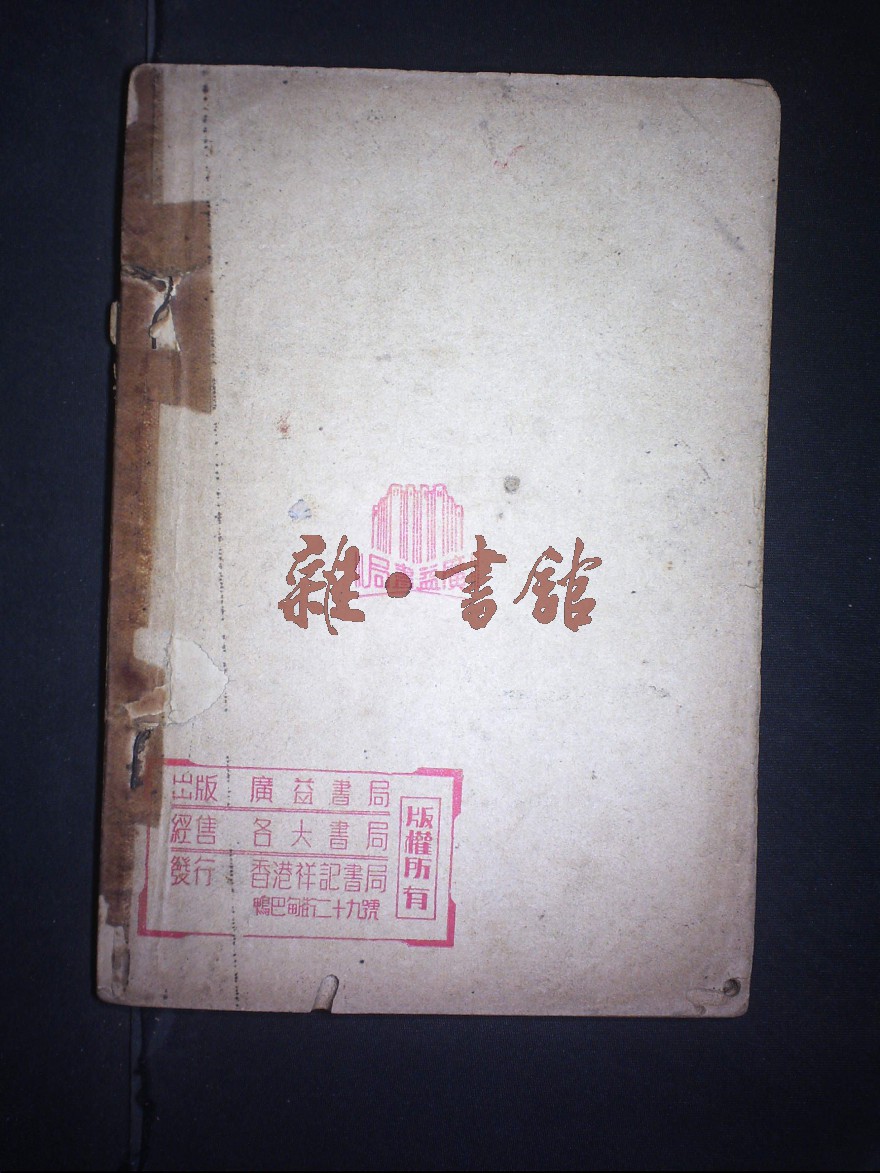 局書益廣
雜·書館
出版 廣益書局
經售 各大書局
發行 香港祥記書局
鴨巴甸街二十九號
版權所有